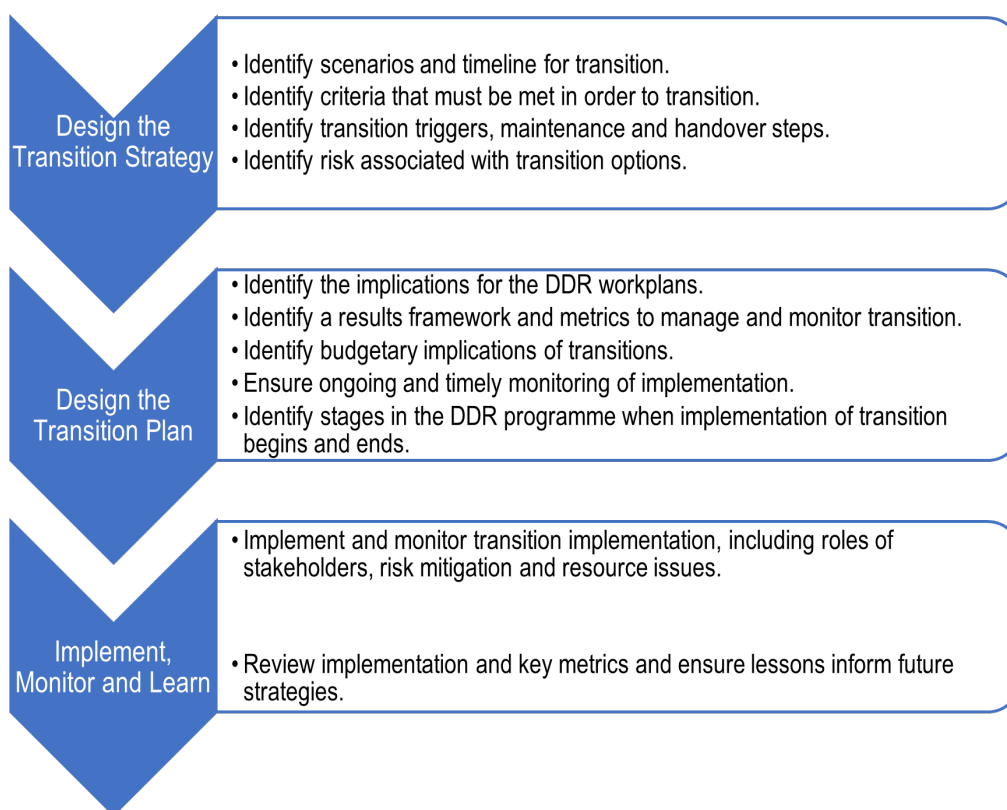 Design the
Transition Strategy
• Identify scenarios and timeline for transition.
• Identify criteria that must be met in order to transition.
• Identify transition triggers, maintenance and handover steps.
• Identify risk associated with transition options.
Design the
Transition Plan
• Identify the implications for the DDR workplans.
• Identify a results framework and metrics to manage and monitor transition.
• Identify budgetary implications of transitions.
• Ensure ongoing and timely monitoring of implementation.
• Identify stages in the DDR programme when implementation of transition
begins and ends.
Implement,
Monitor and Learn
• Implement and monitor transition implementation, including roles of
stakeholders, risk mitigation and resource issues.
• Review implementation and key metrics and ensure lessons inform future
strategies.